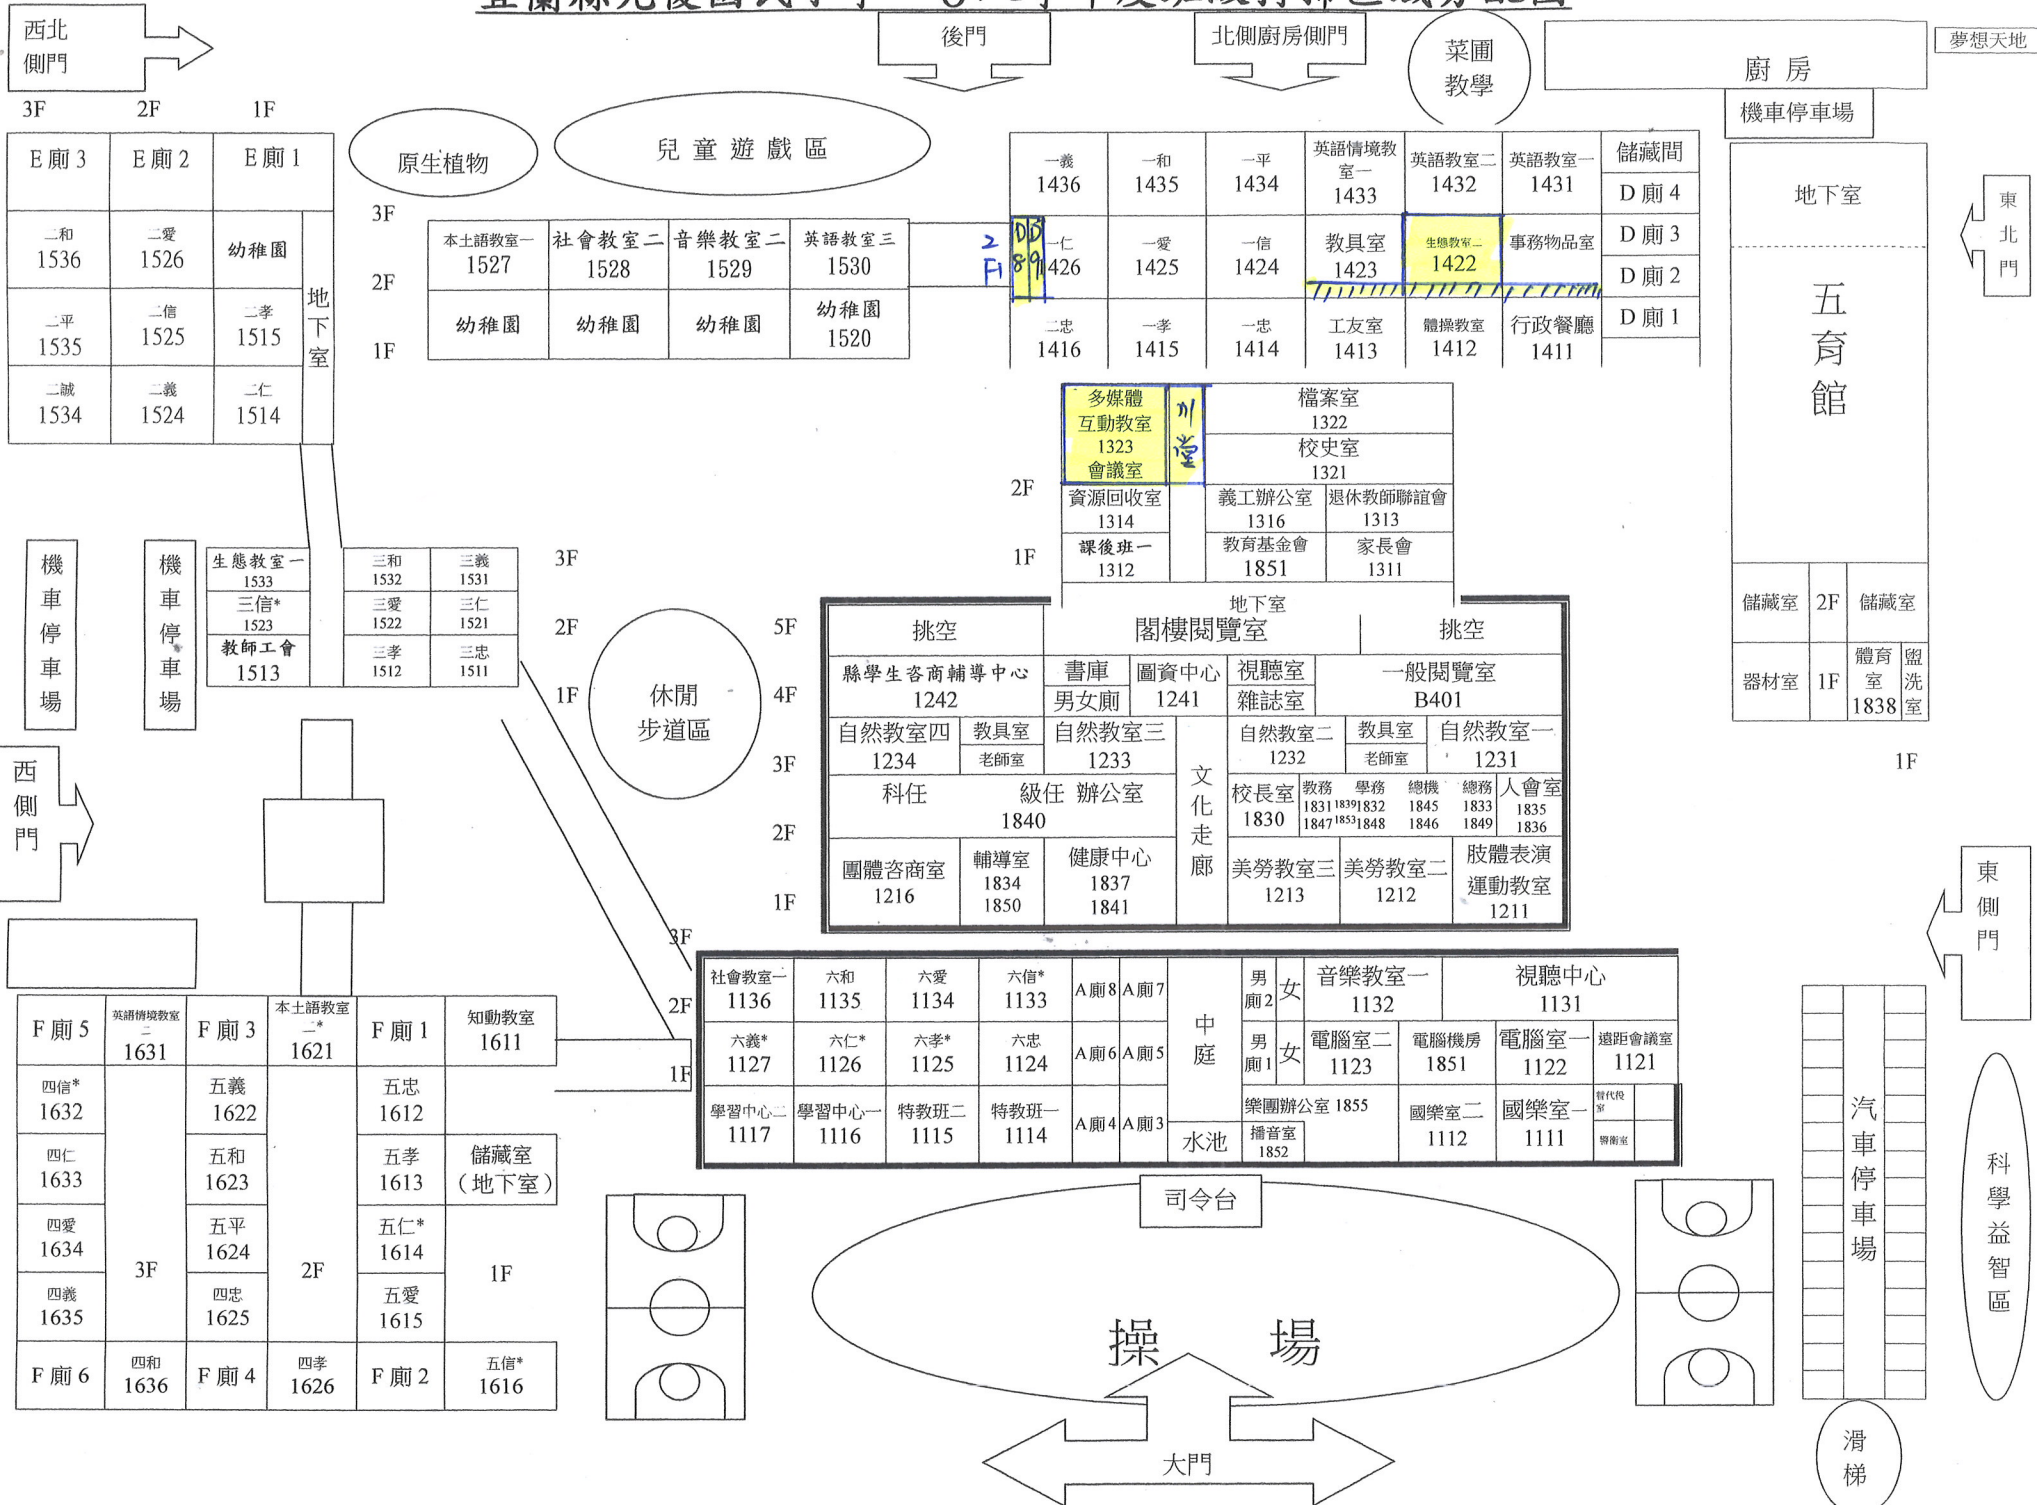 西北
側門
後門
北側廚房側門
菜圃
教學
廚 房
夢想天地
機車停車場
3F 2F 1F
E 廁 3 E 廁 2 E 廁 1
二和
1536
二愛
1526
幼稚園
二平
1535
二信
1525
二孝
1515
二誠
1534
二義
1524
二仁
1514
地下室
原生植物
兒童遊戲區
3F
2F
1F
本土語教室一
1527
社會教室二
1528
音樂教室二
1529
英語教室三
1530
幼稚園 幼稚園 幼稚園 幼稚園
1520
2
F
一義
1436
一和
1435
一平
1434
英語情境教
室一
1433
英語教室二
1432
英語教室一
1431
儲藏間
D 廁 4
D8 D9
一仁
1426
一愛
1425
一信
1424
教具室
1423
生態教室二
1422
事務物品室
D 廁 3
D 廁 2
二忠
1416
一孝
1415
一忠
1414
工友室
1413
體操教室
1412
行政餐廳
1411
D 廁 1
地下室
五育館
東北門
儲藏室 2F 儲藏室
器材室 1F 體育
室
1838
盥洗室
1F
多媒體
互動教室
1323
會議室
川堂
檔案室
1322
校史室
1321
2F
資源回收室
1314
義工辦公室
1316
退休教師聯誼會
1313
1F
課後班一
1312
教育基金會
1851
家長會
1311
地下室
機車停車場
機車停車場
生態教室一
1533
三和
1532
三義
1531
3F
三信*
1523
三愛
1522
三仁
1521
2F
教師工會
1513
三孝
1512
三忠
1511
1F
休閒
步道區
西側門
5F
挑空 閣樓閱覽室 挑空
4F
縣學生咨商輔導中心
1242
書庫
男女廁
圖資中心
1241
視聽室
雜誌室
一般閱覽室
B401
3F
自然教室四
1234
教具室
老師室
自然教室三
1233
文化走廊
自然教室二
1232
教具室
老師室
自然教室一
1231
2F
科任 級任 辦公室
1840
校長室
1830
教務 學務 總機 總務
1831 1839 1832 1845 1833
1847 1853 1848 1846 1849
人會室
1835
1836
1F
團體咨商室
1216
輔導室
1834
1850
健康中心
1837
1841
美勞教室三
1213
美勞教室二
1212
肢體表演
運動教室
1211
東側門
3F
2F
1F
社會教室一
1136
六和
1135
六愛
1134
六信*
1133
A廁8 A廁7
中庭
男
廁2
女
音樂教室一
1132
視聽中心
1131
六義*
1127
六仁*
1126
六孝*
1125
六忠
1124
A廁6 A廁5
男
廁1
女
電腦室二
1123
電腦機房
1851
電腦室一
1122
遠距會議室
1121
學習中心二
1117
學習中心一
1116
特教班二
1115
特教班一
1114
A廁4 A廁3
水池
樂團辦公室 1855
播音室
1852
國樂室二
1112
國樂室一
1111
替代役
室
警衛室
F 廁 5
英語情境教室
二
1631
F 廁 3
本土語教室
二*
1621
F 廁 1
知動教室
1611
四信*
1632
五義
1622
五忠
1612
四仁
1633
五和
1623
五孝
1613
儲藏室
（地下室）
四愛
1634
五平
1624
五仁*
1614
3F 2F 1F
四義
1635
四忠
1625
五愛
1615
F 廁 6
四和
1636
F 廁 4
四孝
1626
F 廁 2
五信*
1616
司令台
操 場
大門
汽車停車場
科學益智區
滑
梯